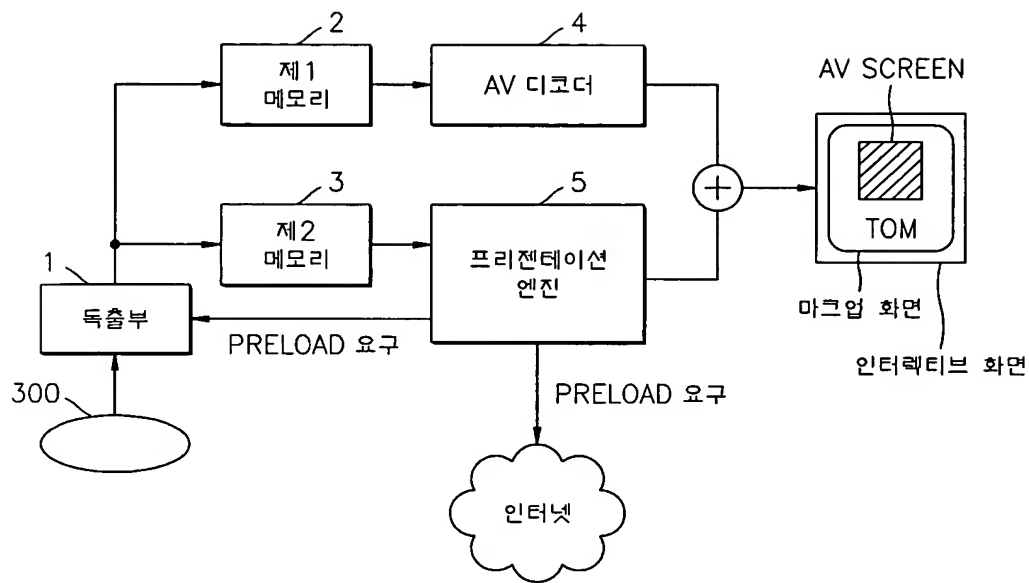 2
제1
메모리
4
AV 디코더
AV SCREEN
TOM
3
제2
메모리
5
프리젠테이션
엔진
1
독출부
PRELOAD 요구
마크업 화면
인터렉티브 화면
300
PRELOAD 요구
인터넷